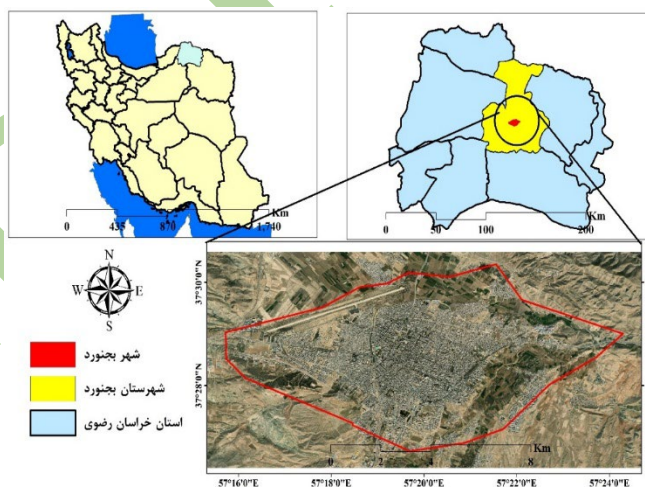 Km
0 435 870 1,740
Km
0 50 100 200
N
W E
S
شهر بجنورد
شهرستان بجنورد
استان خراسان رضوی
37°30'0"N
37°28'0"N
Km
0 2 4 8
57°16'0"E 57°18'0"E 57°20'0"E 57°22'0"E 57°24'0"E